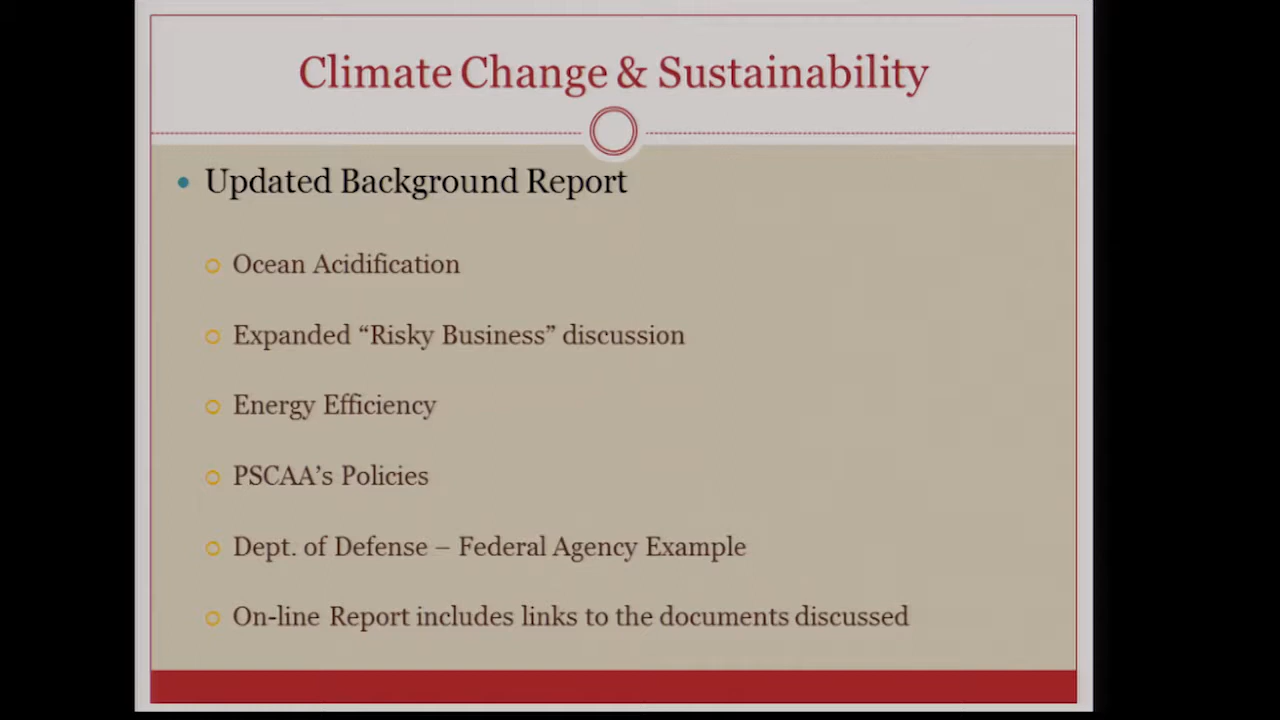 Climate Change & Sustainability
Updated Background Report
Ocean Acidification
Expanded “Risky Business” discussion
Energy Efficiency
PSCAA’s Policies
Dept. of Defense – Federal Agency Example
On-line Report includes links to the documents discussed